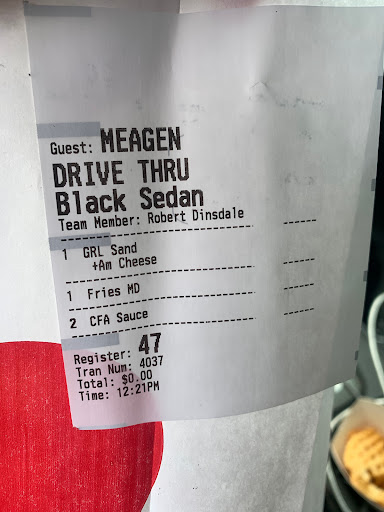 Guest: MEAGEN
DRIVE THRU
Black Sedan
Team Member: Robert Dinsdale
1 GRL Sand
+Am Cheese
1 Fries MD
2 CFA Sauce
Register: 47
Tran Num: 4037
Total: $0.00
Time: 12:21PM